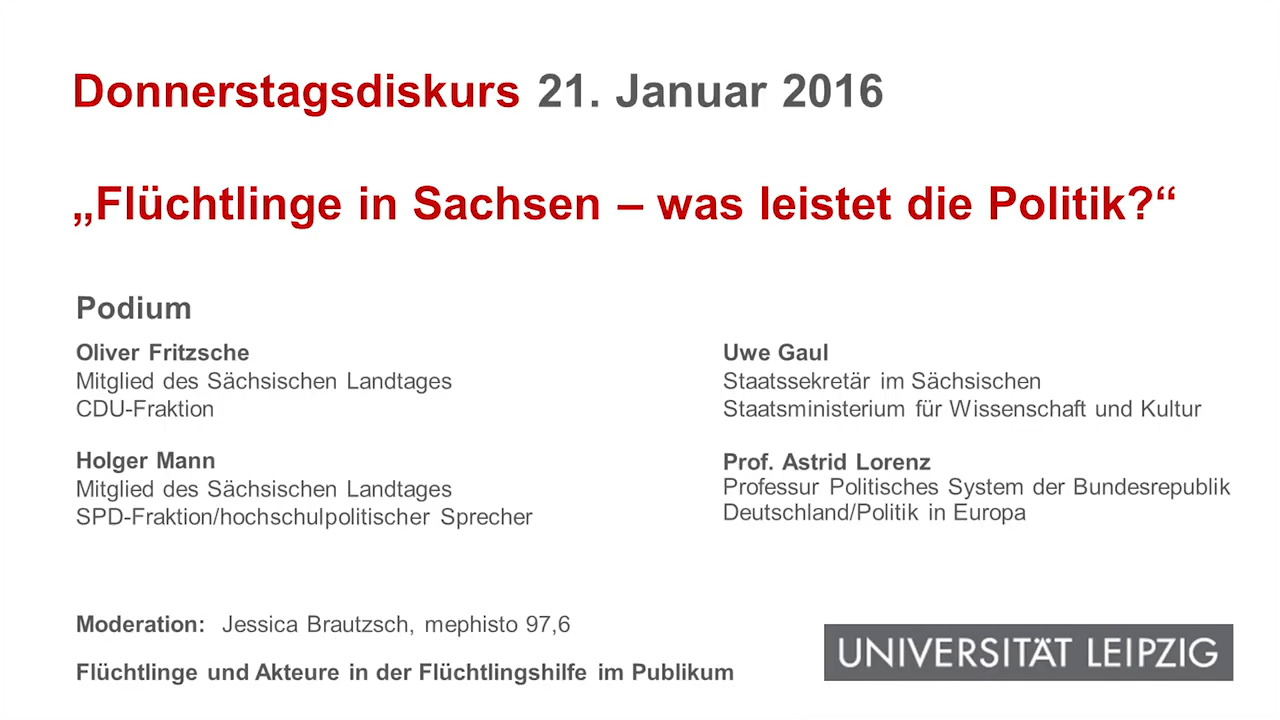 Donnerstagsdiskurs 21. Januar 2016
„Flüchtlinge in Sachsen – was leistet die Politik?“
Podium
Oliver Fritzsche
Mitglied des Sächsischen Landtages
CDU-Fraktion
Holger Mann
Mitglied des Sächsischen Landtages
SPD-Fraktion/hochschulpolitischer Sprecher
Uwe Gaul
Staatssekretär im Sächsischen
Staatsministerium für Wissenschaft und Kultur
Prof. Astrid Lorenz
Professur Politisches System der Bundesrepublik
Deutschland/Politik in Europa
Moderation: Jessica Brautzsch, mephisto 97,6
Flüchtlinge und Akteure in der Flüchtlingshilfe im Publikum
UNIVERSITÄT LEIPZIG